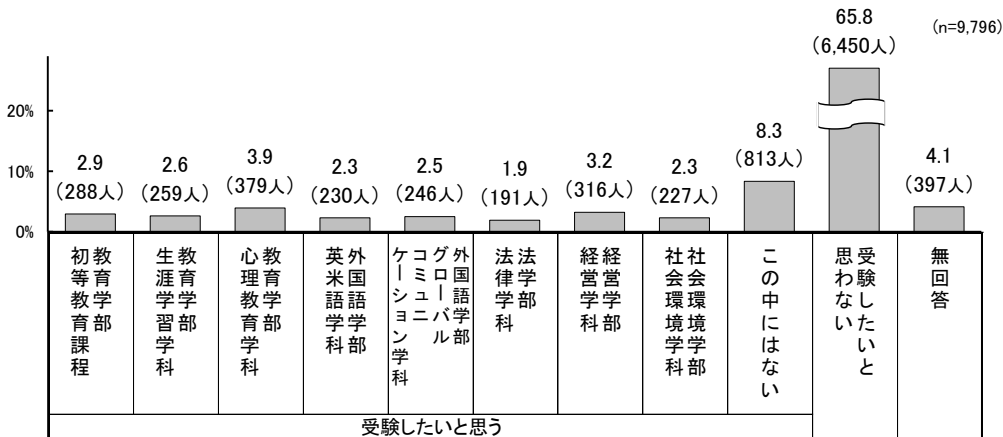 (n=9,796)
20%
10%
0%
2.9
(288人)
2.6
(259人)
3.9
(379人)
2.3
(230人)
2.5
(246人)
1.9
(191人)
3.2
(316人)
2.3
(227人)
8.3
(813人)
65.8
(6,450人)
4.1
(397人)
教育学部
初等教育課程
教育学部
生涯学習学科
教育学部
心理教育学科
外国語学部
英米語学科
外国語学部
グローバル
コミュニ
ケーション学科
法学部
法律学科
経営学部
経営学科
社会環境学部
社会環境学科
この中にはない
受験したいと
思わない
無回答
受験したいと思う